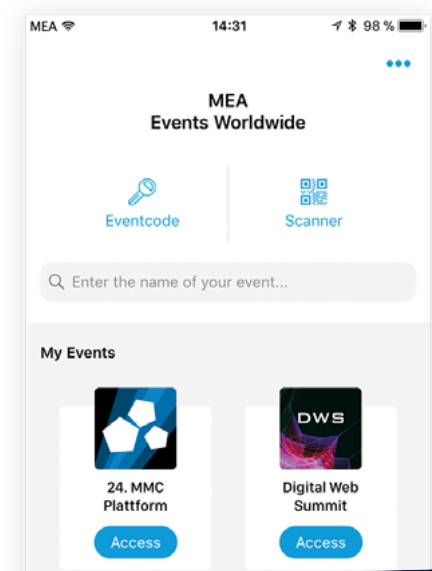 MEA 14:31 98 %
MEA
Events Worldwide
Eventcode Scanner
Enter the name of your event...
My Events
DWS
24. MMC Digital Web
Plattform Summit
Access Access